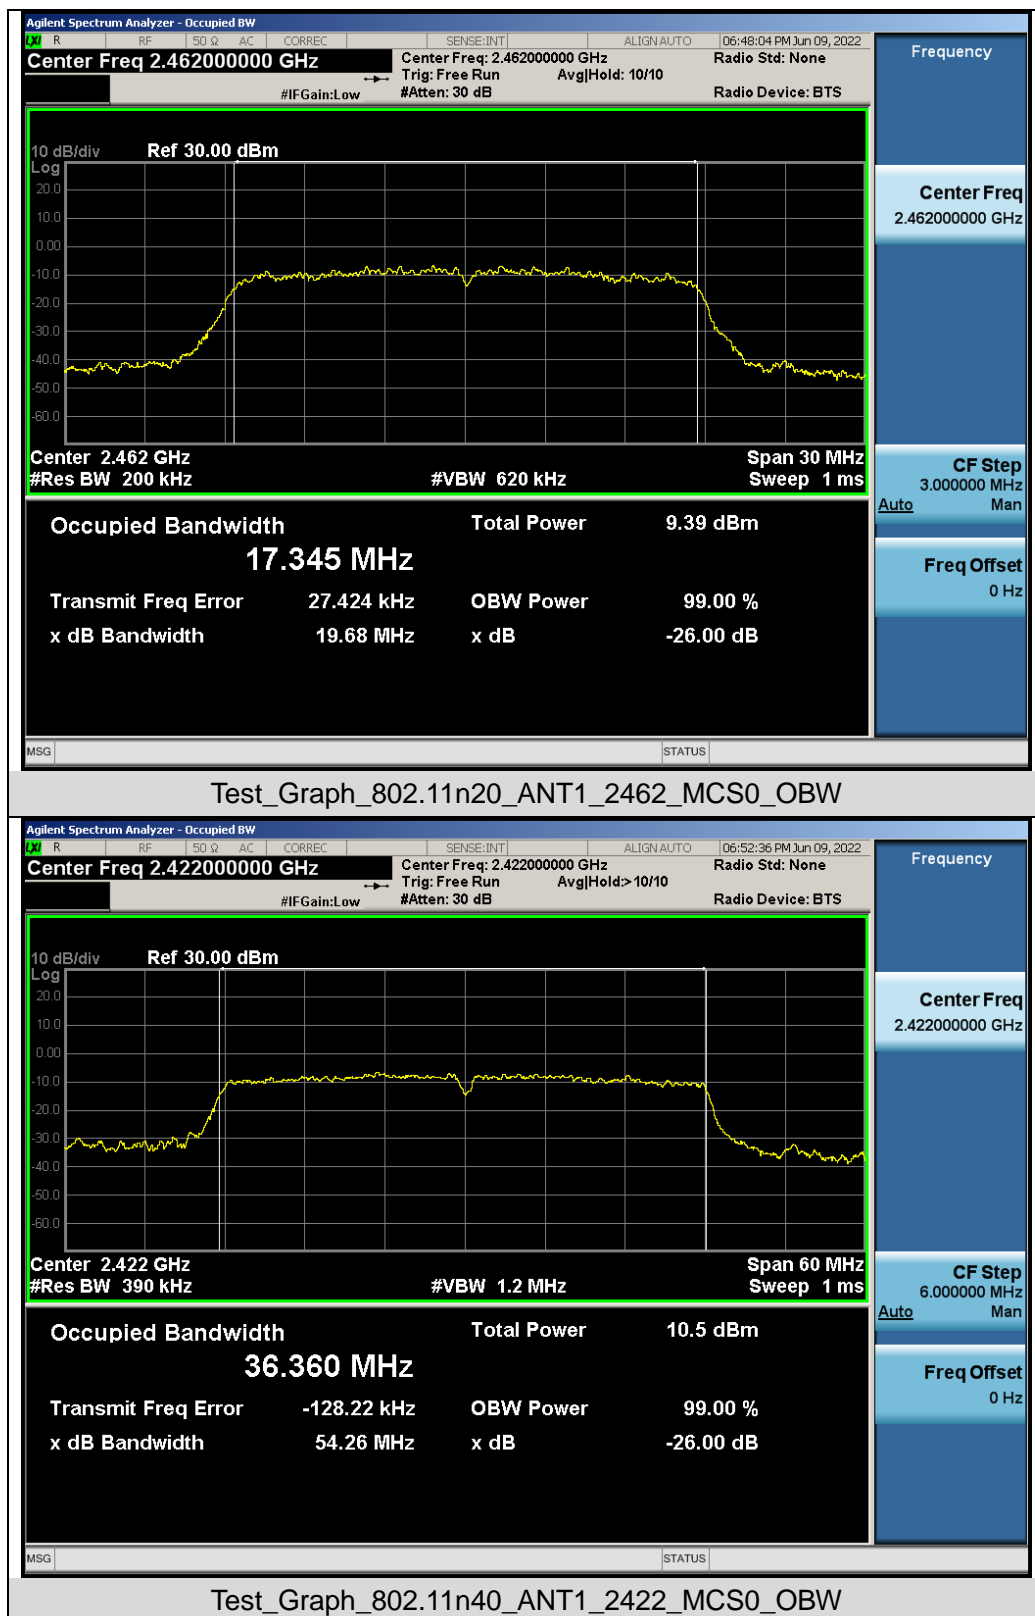 Agilent Spectrum Analyzer - Occupied BW
LXI R RF 50 Ω AC CORREC SENSE:INT ALIGN AUTO 06:48:04 PM Jun 09, 2022
Center Freq 2.462000000 GHz Center Freq: 2.462000000 GHz Radio Std: None Frequency
Trig: Free Run Avg|Hold: 10/10
#IFGain:Low #Atten: 30 dB Radio Device: BTS
10 dB/div Ref 30.00 dBm
Log
20.0
10.0
0.00
-10.0
-20.0
-30.0
-40.0
-50.0
-60.0
Center Freq
2.462000000 GHz
Center 2.462 GHz Span 30 MHz
#Res BW 200 kHz #VBW 620 kHz Sweep 1 ms
CF Step
3.000000 MHz
Auto Man
Occupied Bandwidth Total Power 9.39 dBm
17.345 MHz
Freq Offset
0 Hz
Transmit Freq Error 27.424 kHz OBW Power 99.00 %
x dB Bandwidth 19.68 MHz x dB -26.00 dB
MSG STATUS
Test_Graph_802.11n20_ANT1_2462_MCS0_OBW
Agilent Spectrum Analyzer - Occupied BW
LXI R RF 50 Ω AC CORREC SENSE:INT ALIGN AUTO 06:52:36 PM Jun 09, 2022
Center Freq 2.422000000 GHz Center Freq: 2.422000000 GHz Radio Std: None Frequency
Trig: Free Run Avg|Hold:>10/10
#IFGain:Low #Atten: 30 dB Radio Device: BTS
10 dB/div Ref 30.00 dBm
Log
20.0
10.0
0.00
-10.0
-20.0
-30.0
-40.0
-50.0
-60.0
Center Freq
2.422000000 GHz
Center 2.422 GHz Span 60 MHz
#Res BW 390 kHz #VBW 1.2 MHz Sweep 1 ms
CF Step
6.000000 MHz
Auto Man
Occupied Bandwidth Total Power 10.5 dBm
36.360 MHz
Freq Offset
0 Hz
Transmit Freq Error -128.22 kHz OBW Power 99.00 %
x dB Bandwidth 54.26 MHz x dB -26.00 dB
MSG STATUS
Test_Graph_802.11n40_ANT1_2422_MCS0_OBW